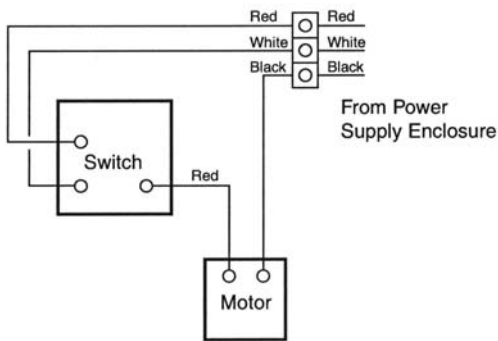 Red Red
White White
Black Black
From Power
Supply Enclosure
Switch
Red
Motor